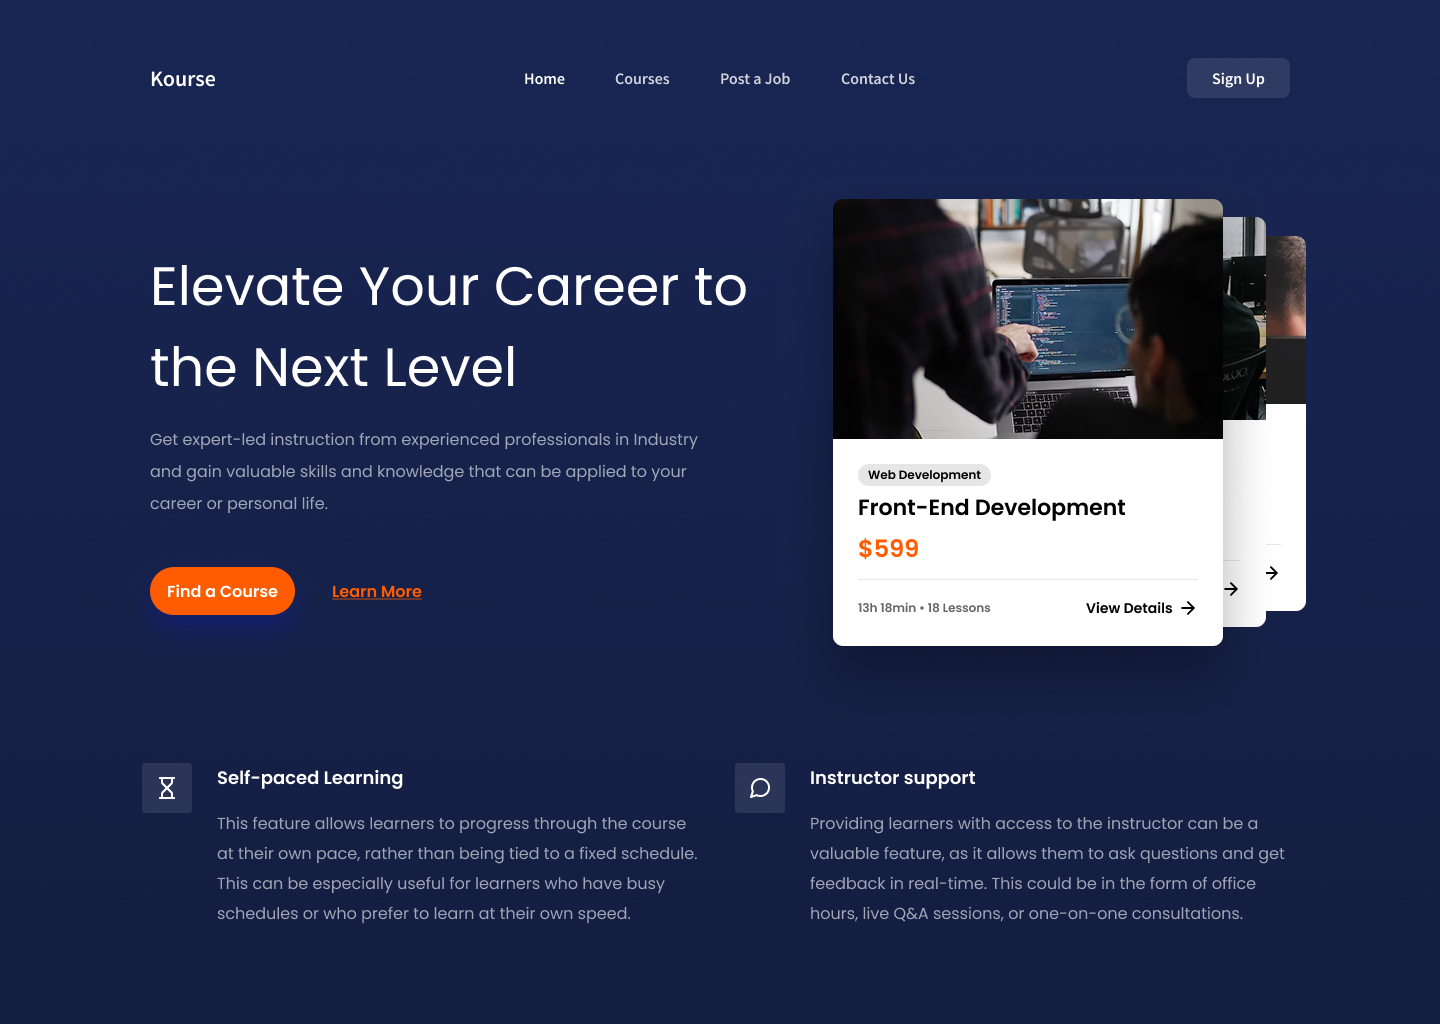 Kourse
Home
Courses
Post a Job
Contact Us
Sign Up
Elevate Your Career to
the Next Level
Get expert-led instruction from experienced professionals in Industry
and gain valuable skills and knowledge that can be applied to your
career or personal life.
Find a Course
Learn More
Web Development
Front-End Development
$599
13h 18min • 18 Lessons
View Details
Self-paced Learning
This feature allows learners to progress through the course
at their own pace, rather than being tied to a fixed schedule.
This can be especially useful for learners who have busy
schedules or who prefer to learn at their own speed.
Instructor support
Providing learners with access to the instructor can be a
valuable feature, as it allows them to ask questions and get
feedback in real-time. This could be in the form of office
hours, live Q&A sessions, or one-on-one consultations.